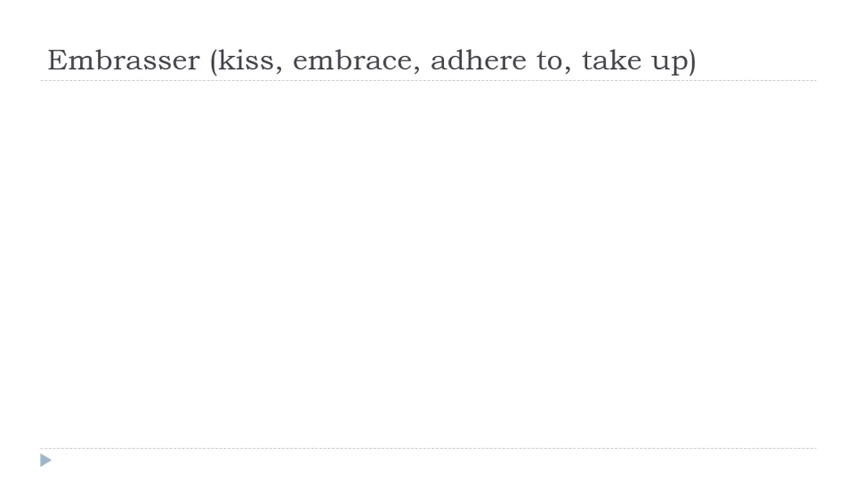 Embrasser (kiss, embrace, adhere to, take up)